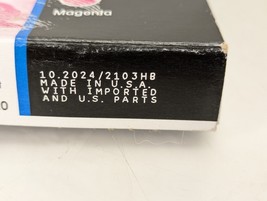 Magenta
10.2024/2103HB
MADE IN U.S.A.
WITH IMPORTED
AND U.S. PARTS